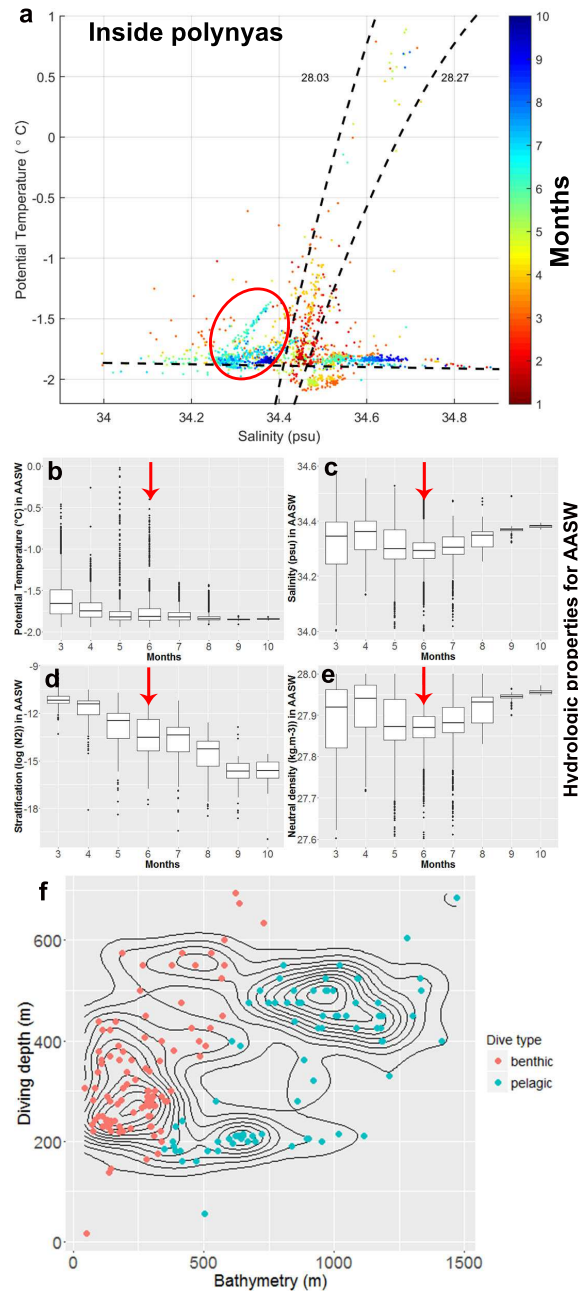 a
Inside polynyas
1
0.5
0
-0.5
-1
-1.5
-2
Potential Temperature ( ° C)
28.03
28.27
34
34.2
34.4
34.6
34.8
Salinity (psu)
10
9
8
7
6
5
4
3
2
1
Months
b
0.0
-0.5
-1.0
-1.5
-2.0
Potential Temperature (°C) in AASW
3 4 5 6 7 8 9 10
Months
c
34.6
34.4
34.2
34.0
Salinity (psu) in AASW
3 4 5 6 7 8 9 10
Months
d
-9
-12
-15
-18
Stratification (log (N2)) in AASW
3 4 5 6 7 8 9 10
Months
e
28.0
27.9
27.8
27.7
27.6
Neutral density (kg.m-3)) in AASW
3 4 5 6 7 8 9 10
Months
Hydrologic properties for AASW
f
600
400
200
0
Diving depth (m)
0 500 1000 1500
Bathymetry (m)
Dive type
benthic
pelagic